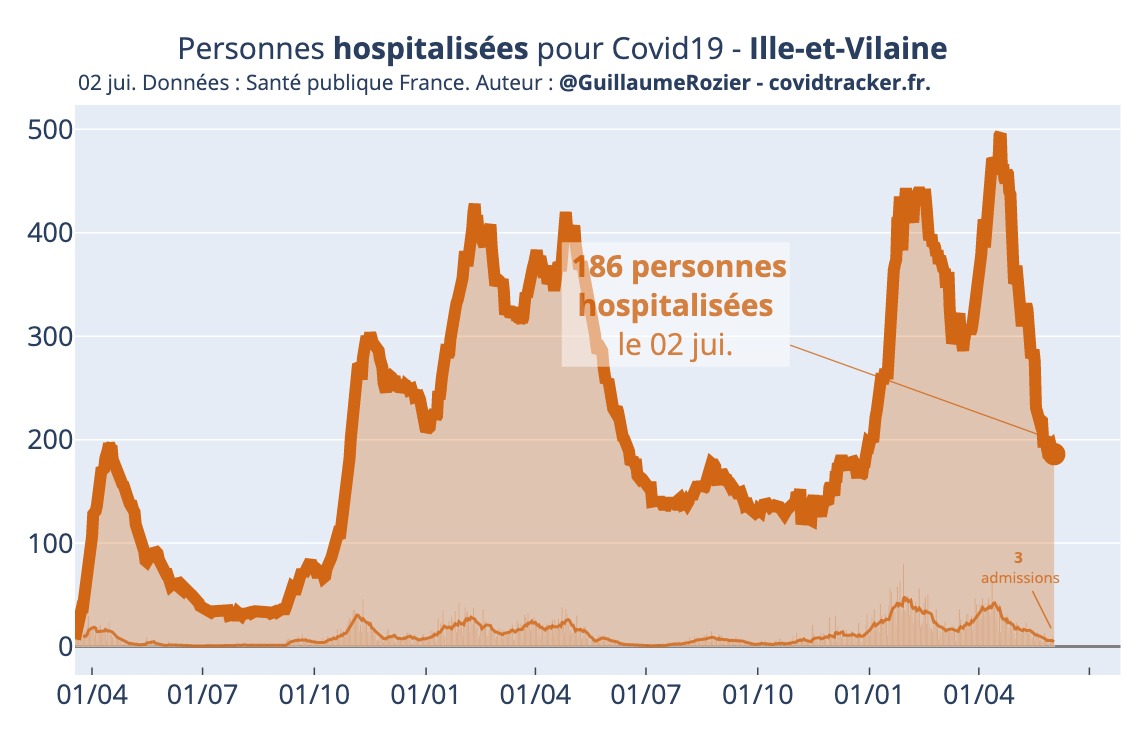 Personnes hospitalisées pour Covid19 - Ille-et-Vilaine
02 jui. Données : Santé publique France. Auteur : @GuillaumeRozier - covidtracker.fr.
500
400
186 personnes
hospitalisées
le 02 jui.
300
200
100
3
admissions
0
01/04 01/07 01/10 01/01 01/04 01/07 01/10 01/01 01/04